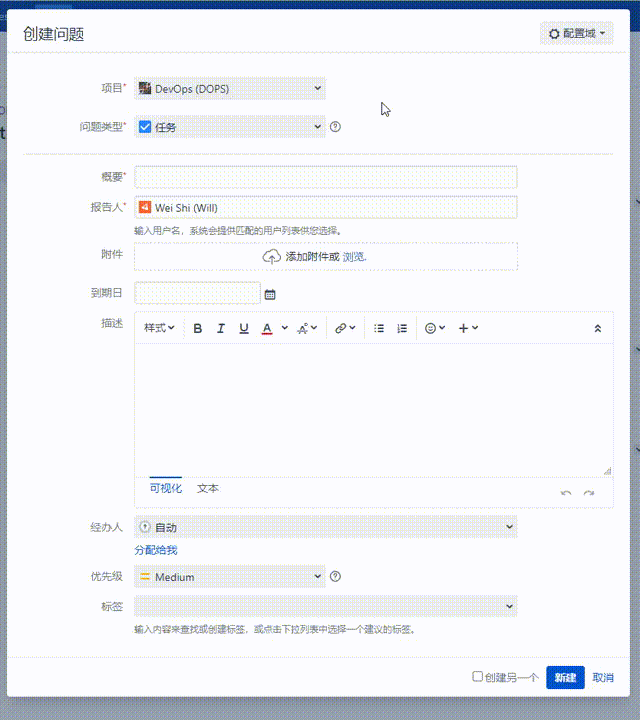 创建问题
配置域
项目*
DevOps (DOPS)
问题类型*
任务
概要*
报告人*
Wei Shi (Will)
输入用户名，系统会提供匹配的用户列表供您选择。
附件
添加附件或 浏览.
到期日
描述
样式 B I U A
可视化 文本
经办人
自动
分配给我
优先级
Medium
标签
输入内容来查找或创建标签，或点击下拉列表中选择一个建议的标签。
创建另一个 新建 取消